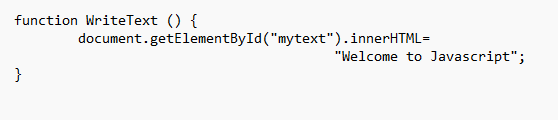 function WriteText () {
document.getElementById("mytext").innerHTML=
"Welcome to Javascript";
}